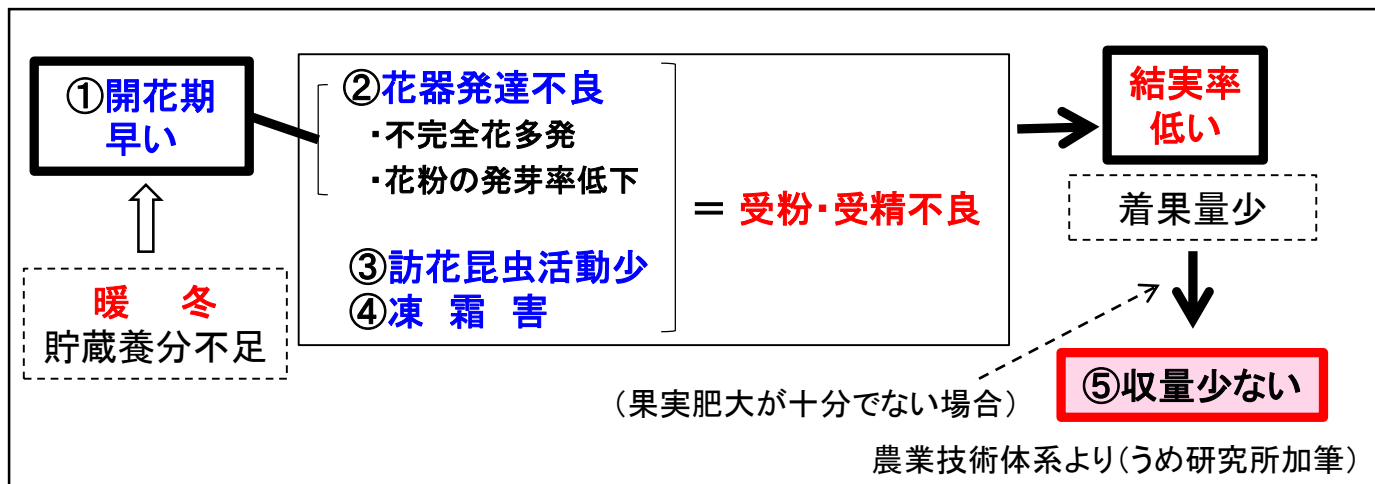 ①開花期
早い
暖　冬
貯蔵養分不足
②花器発達不良
・不完全花多発
・花粉の発芽率低下
③訪花昆虫活動少
④凍 霜 害
＝ 受粉・受精不良
結実率
低い
着果量少
（果実肥大が十分でない場合）
⑤収量少ない
農業技術体系より（うめ研究所加筆）